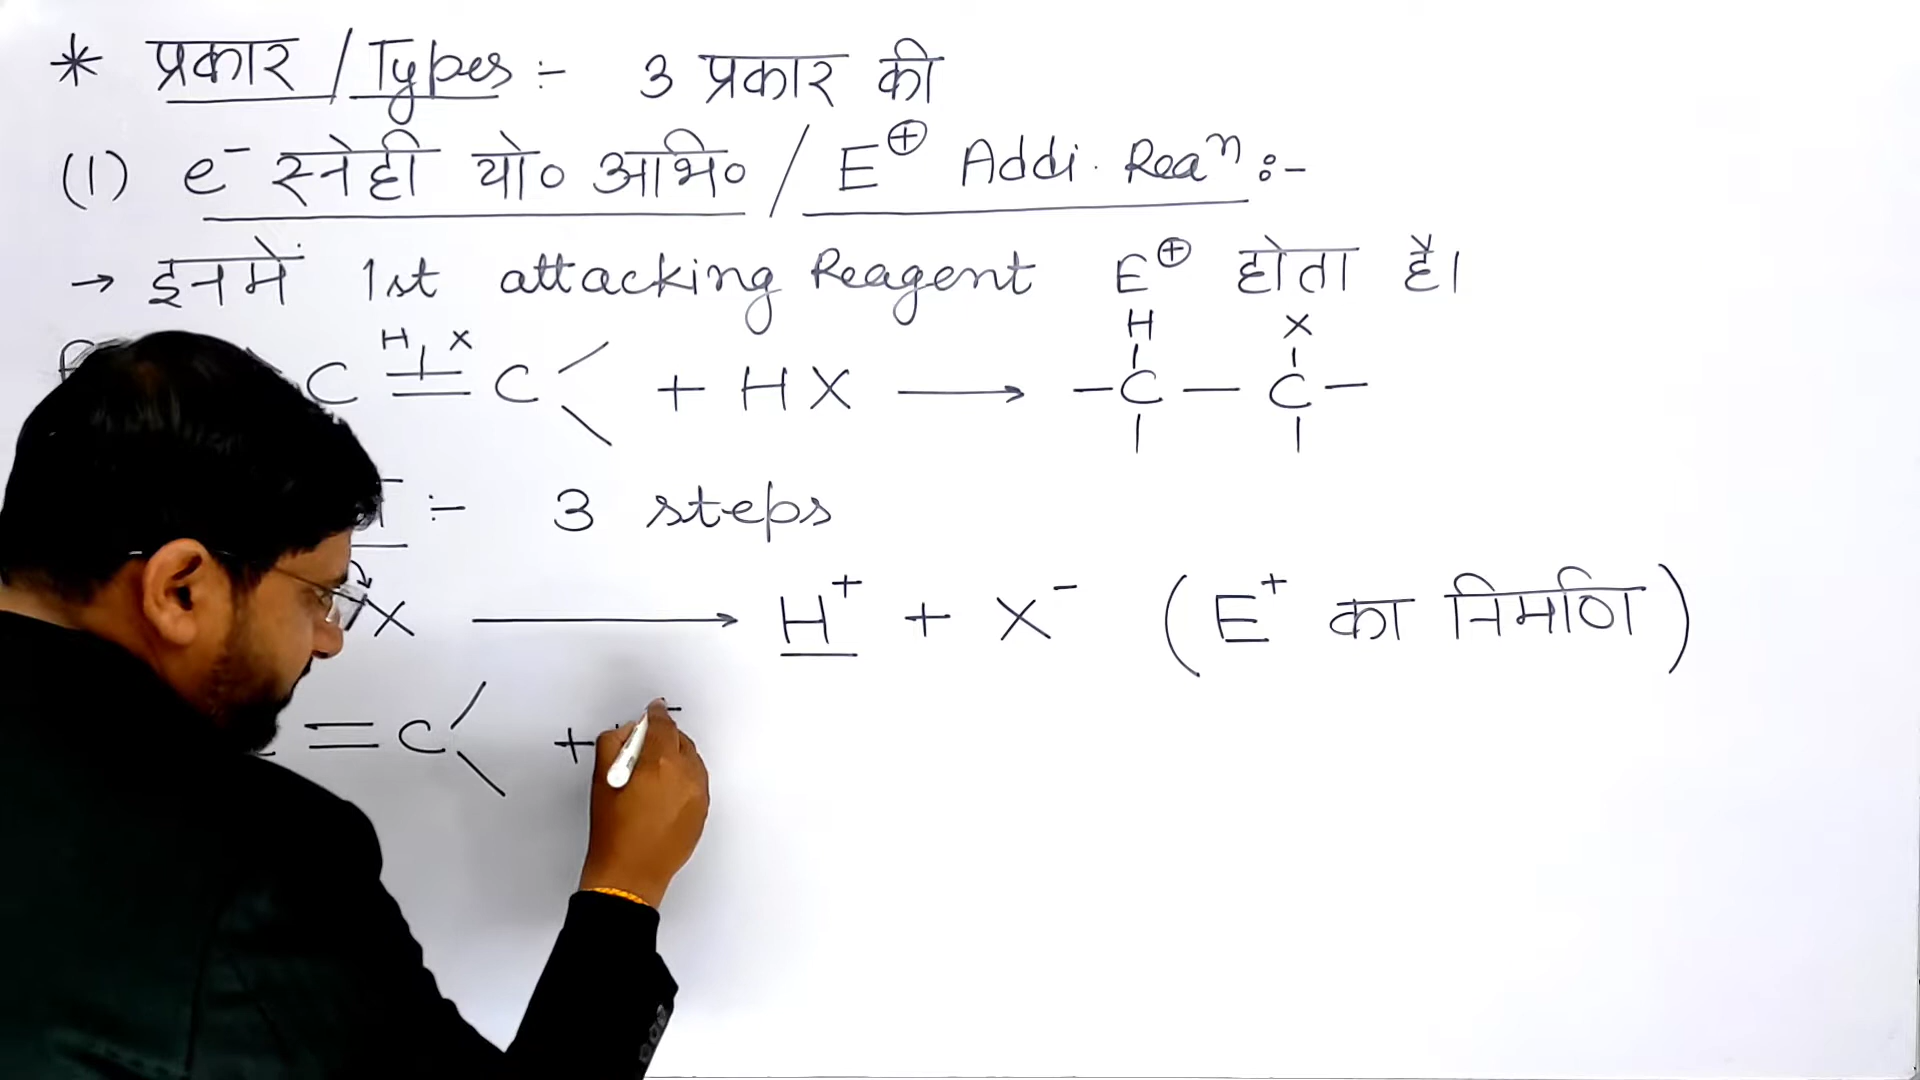 * प्रकार / Types :- 3 प्रकार की
(1) e⁻ स्नेही यो० अभि० / E⊕ Addi. Reaⁿ :-
→ इनमें 1st attacking Reagent E⊕ होता है।
H X H X
C = C + HX ⟶ - C - C -
:- 3 steps
X ⟶ H⁺ + X⁻ (E⁺ का निर्माण)
= C +